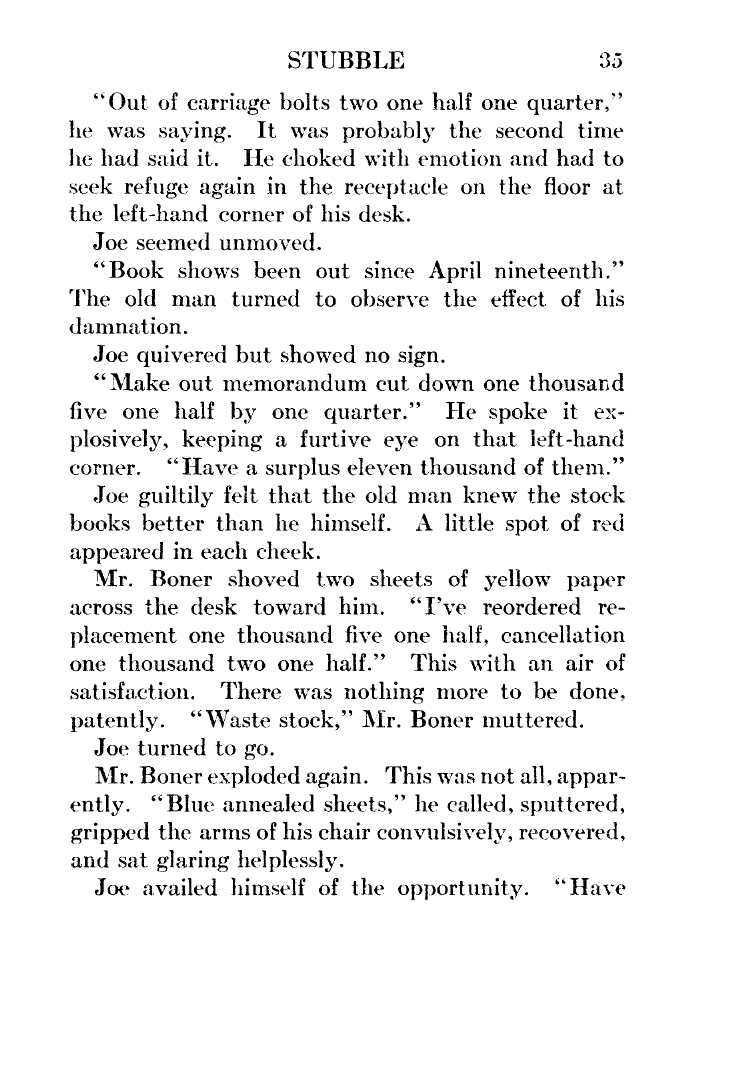 STUBBLE 35
“Out of carriage bolts two one half one quarter,”
he was saying. It was probably the second time
he had said it. He choked with emotion and had to
seek refuge again in the receptacle on the floor at
the left-hand corner of his desk.
Joe seemed unmoved.
“Book shows been out since April nineteenth.”
The old man turned to observe the effect of his
damnation.
Joe quivered but showed no sign.
“Make out memorandum cut down one thousand
five one half by one quarter.” He spoke it ex-
plosively, keeping a furtive eye on that left-hand
corner. “Have a surplus eleven thousand of them.”
Joe guiltily felt that the old man knew the stock
books better than he himself. A little spot of red
appeared in each cheek.
Mr. Boner shoved two sheets of yellow paper
across the desk toward him. “I’ve reordered re-
placement one thousand five one half, cancellation
one thousand two one half.” This with an air of
satisfaction. There was nothing more to be done,
patently. “Waste stock,” Mr. Boner muttered.
Joe turned to go.
Mr. Boner exploded again. This was not all, appar-
ently. “Blue annealed sheets,” he called, sputtered,
gripped the arms of his chair convulsively, recovered,
and sat glaring helplessly.
Joe availed himself of the opportunity. “Have